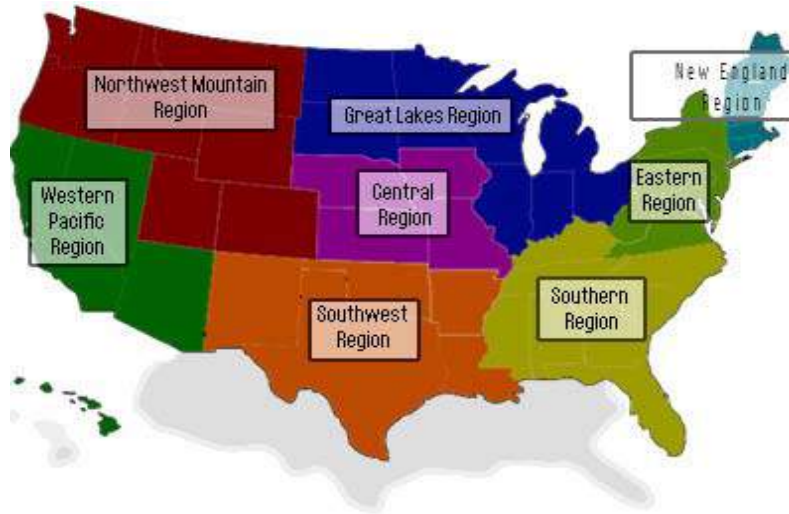 Northwest Mountain
Region
Great Lakes Region
New England
Region
Western
Pacific
Region
Central
Region
Eastern
Region
Southwest
Region
Southern
Region